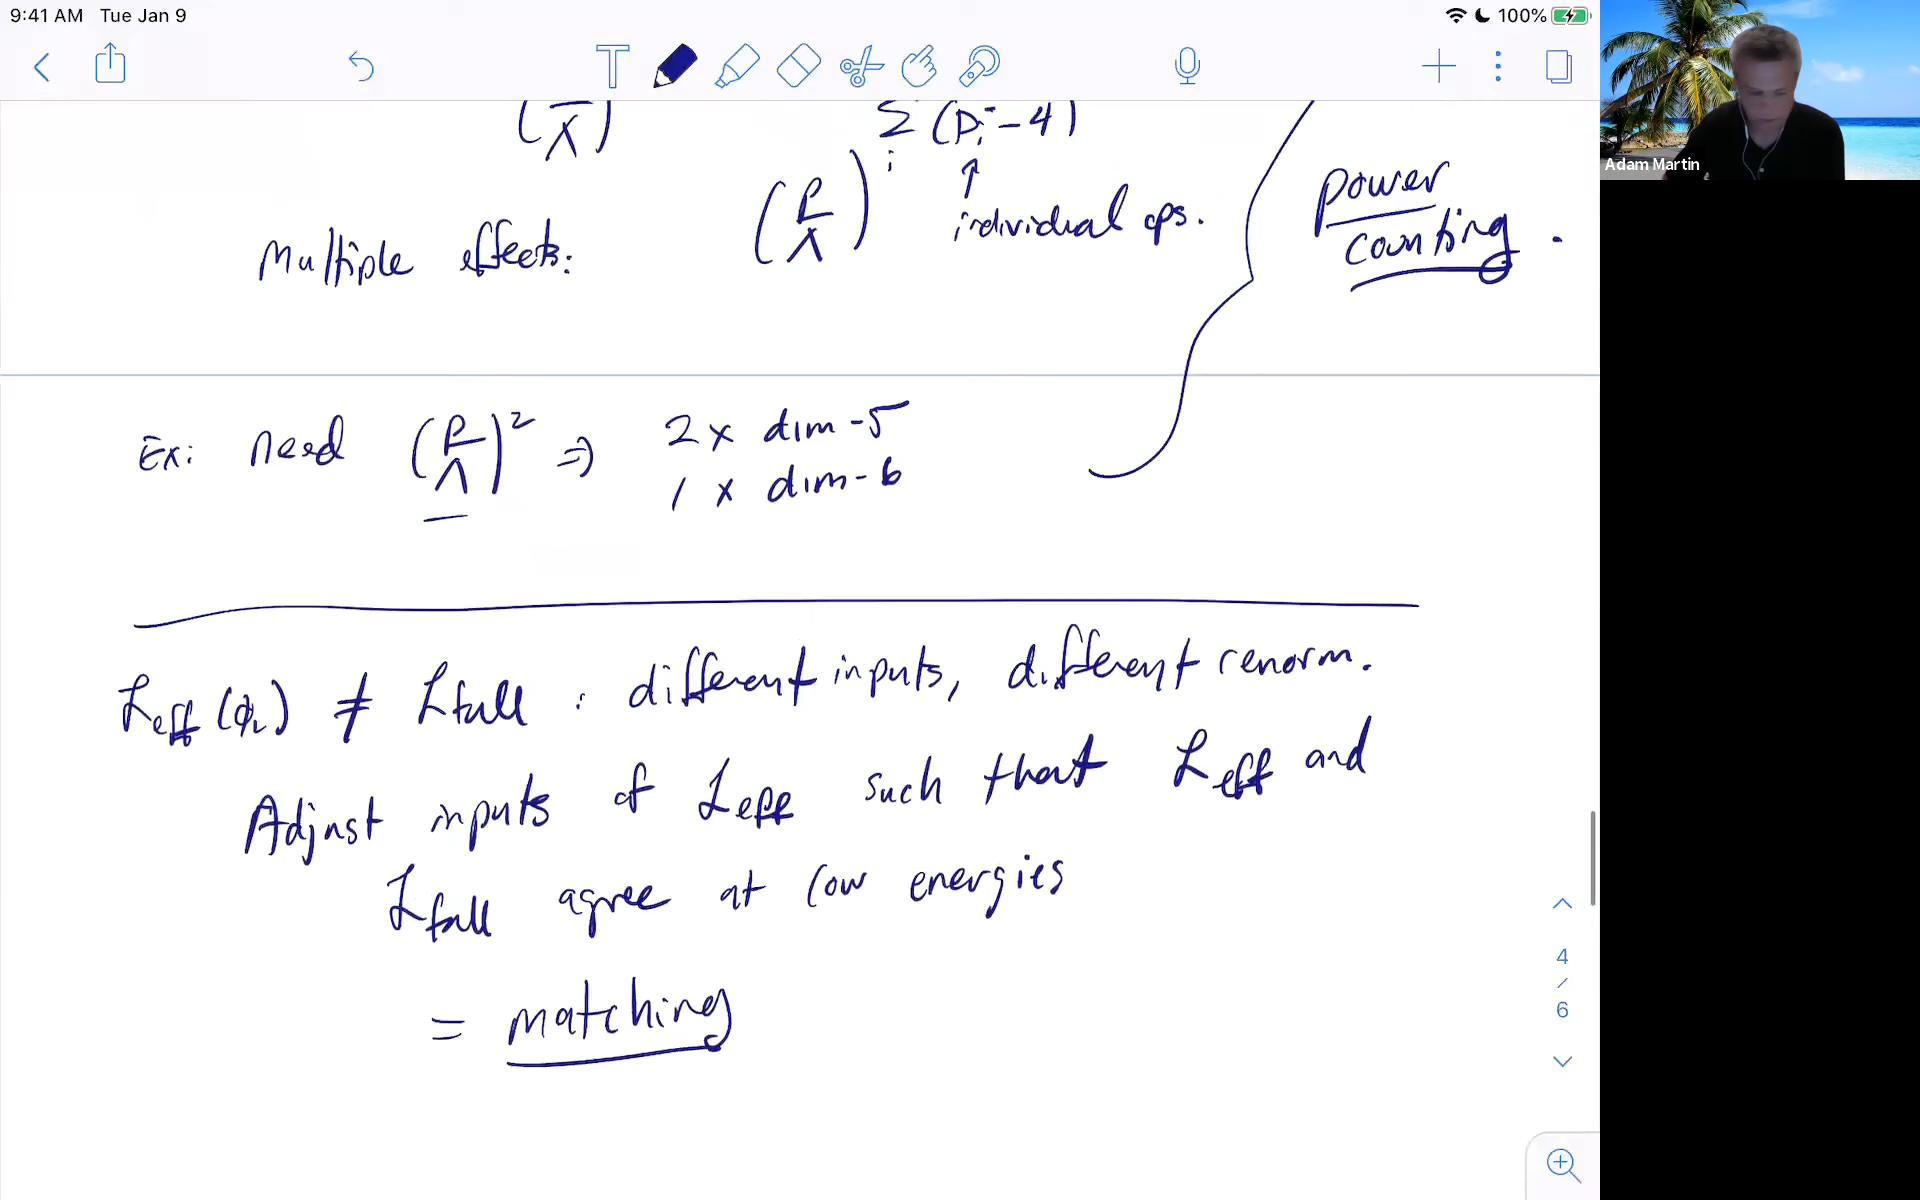 9:41 AM Tue Jan 9
100%
Adam Martin
T
( ‾/Λ )
Σ_i (D_i - 4)
(P/Λ)
↑
individual ops.
Multiple effects:
power
counting .
Ex: need (P/Λ)² ⇒ 2 x dim-5
1 x dim-6
ℒeff (ϕL) ≠ ℒfull : different inputs, different renorm.
Adjust inputs of ℒeff such that ℒeff and
ℒfull agree at low energies
= matching
4
/
6